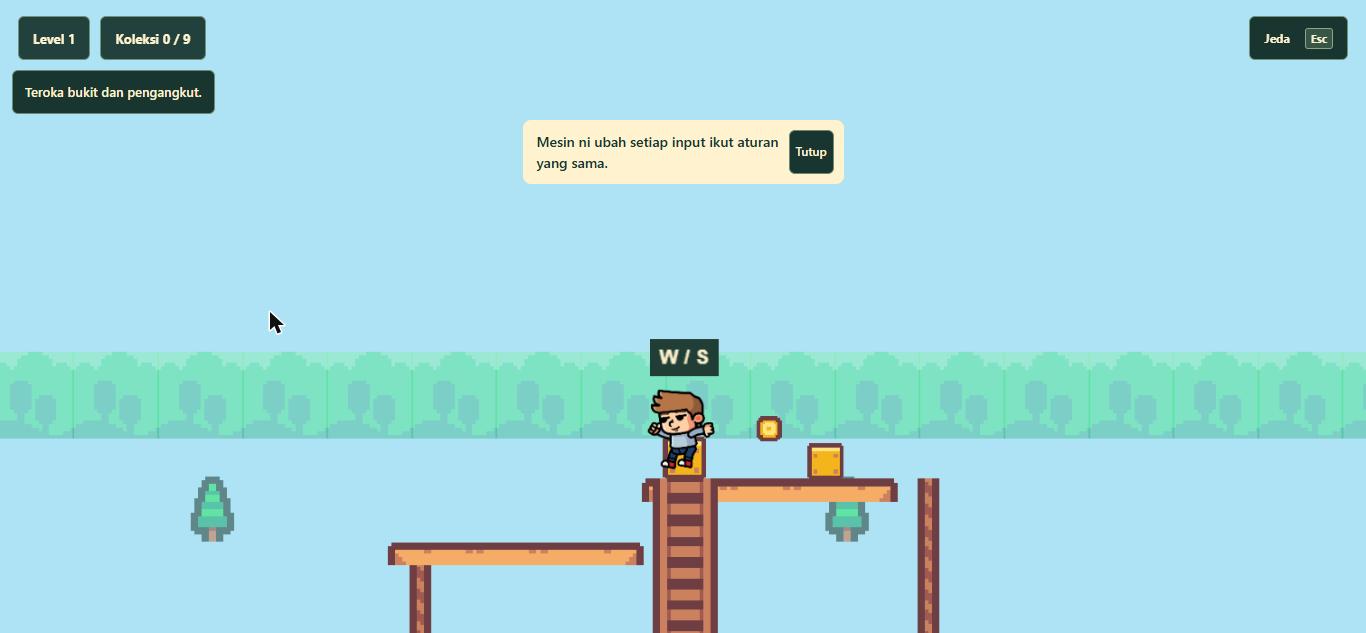 Level 1
Koleksi 0 / 9
Jeda Esc
Teroka bukit dan pengangkut.
Mesin ni ubah setiap input ikut aturan
yang sama.
Tutup
W / S